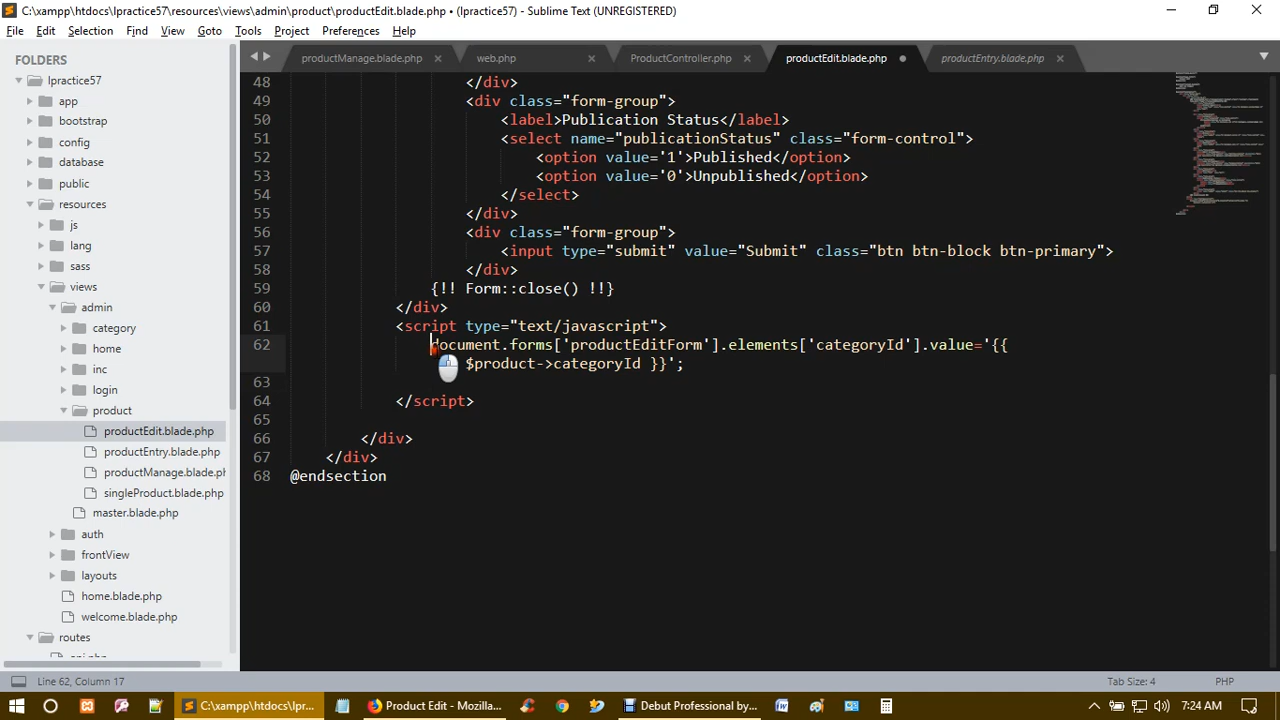 C:\xampp\htdocs\lpractice57\resources\views\admin\product\productEdit.blade.php • (lpractice57) - Sublime Text (UNREGISTERED)
File Edit Selection Find View Goto Tools Project Preferences Help
FOLDERS
lpractice57
app
bootstrap
config
database
public
resources
js
lang
sass
views
admin
category
home
inc
login
product
productEdit.blade.php
productEntry.blade.php
productManage.blade.ph
singleProduct.blade.php
master.blade.php
auth
frontView
layouts
home.blade.php
welcome.blade.php
routes
api.php
productManage.blade.php web.php ProductController.php productEdit.blade.php productEntry.blade.php
48 </div>
49 <div class="form-group">
50 <label>Publication Status</label>
51 <select name="publicationStatus" class="form-control">
52 <option value='1'>Published</option>
53 <option value='0'>Unpublished</option>
54 </select>
55 </div>
56 <div class="form-group">
57 <input type="submit" value="Submit" class="btn btn-block btn-primary">
58 </div>
59 {!! Form::close() !!}
60 </div>
61 <script type="text/javascript">
62 document.forms['productEditForm'].elements['categoryId'].value='{{
$product->categoryId }}';
63
64 </script>
65
66 </div>
67 </div>
68 @endsection
Line 62, Column 17 Tab Size: 4 PHP
C:\xampp\htdocs\lpr... Product Edit - Mozilla... Debut Professional by... 7:24 AM